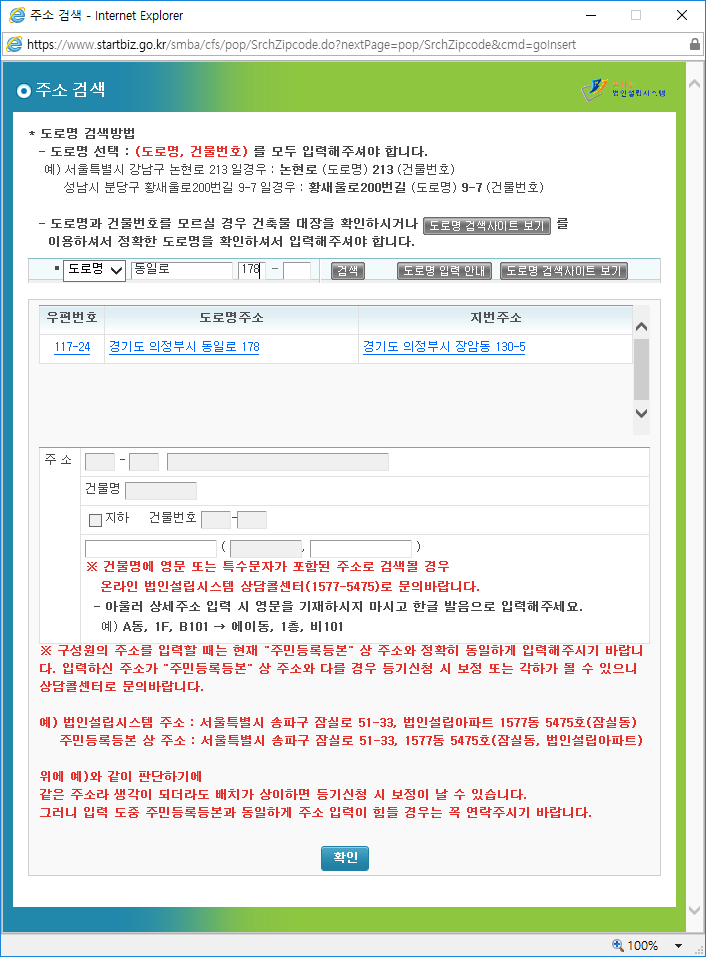 주소 검색 - Internet Explorer
https://www.startbiz.go.kr/smba/cfs/pop/SrchZipcode.do?nextPage=pop/SrchZipcode&cmd=goInsert
주소 검색
법인설립시스템
* 도로명 검색방법
- 도로명 선택 : (도로명, 건물번호) 를 모두 입력해주셔야 합니다.
예) 서울특별시 강남구 논현로 213 일경우 : 논현로 (도로명) 213 (건물번호)
성남시 분당구 황새울로200번길 9-7 일경우 : 황새울로200번길 (도로명) 9-7 (건물번호)
- 도로명과 건물번호를 모르실 경우 건축물 대장을 확인하시거나 도로명 검색사이트 보기 를
이용하셔서 정확한 도로명을 확인하셔서 입력해주셔야 합니다.
* 도로명 동일로 178 - 검색 도로명 입력 안내 도로명 검색사이트 보기
우편번호 도로명주소 지번주소
117-24 경기도 의정부시 동일로 178 경기도 의정부시 장암동 130-5
주 소 -
건물명
지하 건물번호 -
( , )
※ 건물명에 영문 또는 특수문자가 포함된 주소로 검색될 경우
온라인 법인설립시스템 상담콜센터(1577-5475)로 문의바랍니다.
- 아울러 상세주소 입력 시 영문을 기재하시지 마시고 한글 발음으로 입력해주세요.
예) A동, 1F, B101 → 에이동, 1층, 비101
※ 구성원의 주소를 입력할 때는 현재 "주민등록등본" 상 주소와 정확히 동일하게 입력해주시기 바랍니
다. 입력하신 주소가 "주민등록등본" 상 주소와 다를 경우 등기신청 시 보정 또는 각하가 될 수 있으니
상담콜센터로 문의바랍니다.
예) 법인설립시스템 주소 : 서울특별시 송파구 잠실로 51-33, 법인설립아파트 1577동 5475호(잠실동)
주민등록등본 상 주소 : 서울특별시 송파구 잠실로 51-33, 1577동 5475호(잠실동, 법인설립아파트)
위에 예)와 같이 판단하기에
같은 주소라 생각이 되더라도 배치가 상이하면 등기신청 시 보정이 날 수 있습니다.
그러니 입력 도중 주민등록등본과 동일하게 주소 입력이 힘들 경우는 꼭 연락주시기 바랍니다.
확인
100%